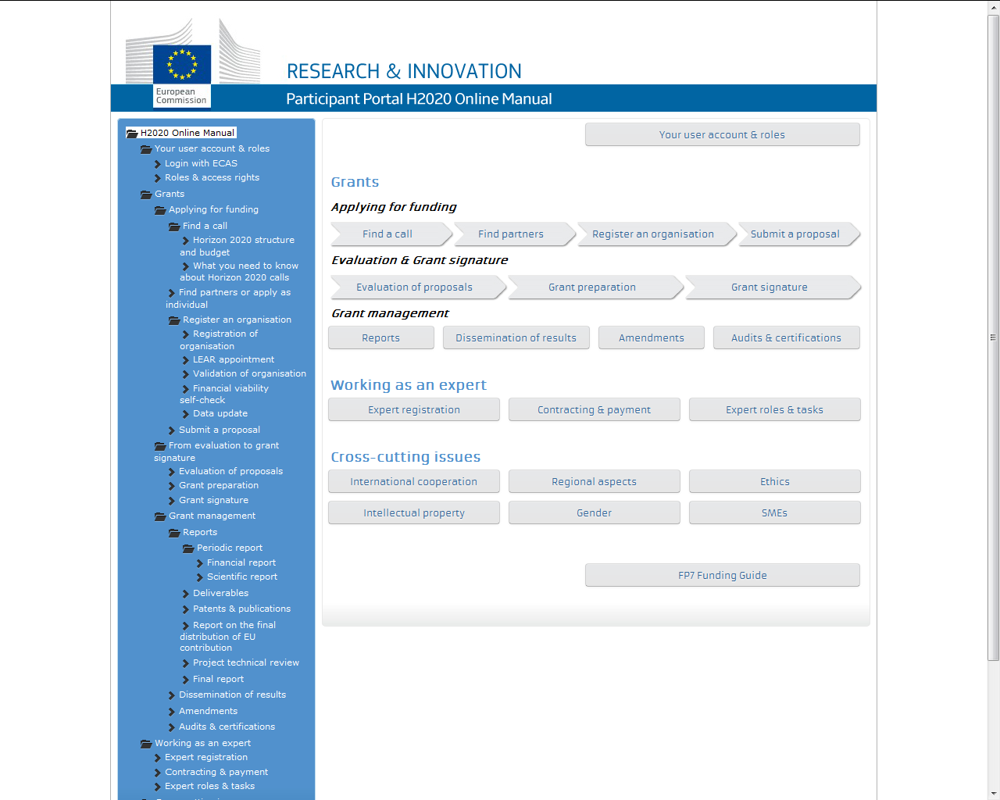 RESEARCH & INNOVATION
European
Commission
Participant Portal H2020 Online Manual
H2020 Online Manual
Your user account & roles
Login with ECAS
Roles & access rights
Grants
Applying for funding
Find a call
Horizon 2020 structure
and budget
What you need to know
about Horizon 2020 calls
Find partners or apply as
individual
Register an organisation
Registration of
organisation
LEAR appointment
Validation of organisation
Financial viability
self-check
Data update
Submit a proposal
From evaluation to grant
signature
Evaluation of proposals
Grant preparation
Grant signature
Grant management
Reports
Periodic report
Financial report
Scientific report
Deliverables
Patents & publications
Report on the final
distribution of EU
contribution
Project technical review
Final report
Dissemination of results
Amendments
Audits & certifications
Working as an expert
Expert registration
Contracting & payment
Expert roles & tasks
Your user account & roles
Grants
Applying for funding
Find a call
Find partners
Register an organisation
Submit a proposal
Evaluation & Grant signature
Evaluation of proposals
Grant preparation
Grant signature
Grant management
Reports
Dissemination of results
Amendments
Audits & certifications
Working as an expert
Expert registration
Contracting & payment
Expert roles & tasks
Cross-cutting issues
International cooperation
Regional aspects
Ethics
Intellectual property
Gender
SMEs
FP7 Funding Guide